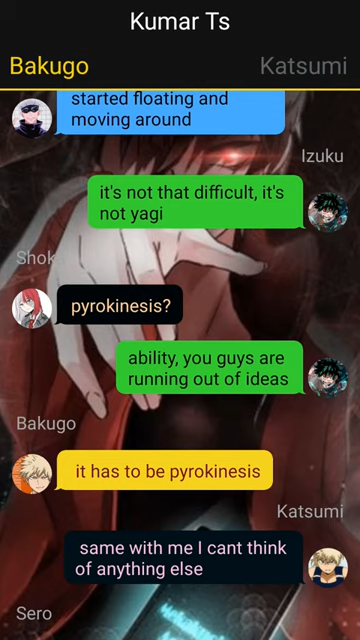 Kumar Ts
Bakugo
Katsumi
started floating and
moving around
Izuku
it's not that difficult, it's
not yagi
Shok
pyrokinesis?
ability, you guys are
running out of ideas
Bakugo
it has to be pyrokinesis
Katsumi
same with me I cant think
of anything else
Sero